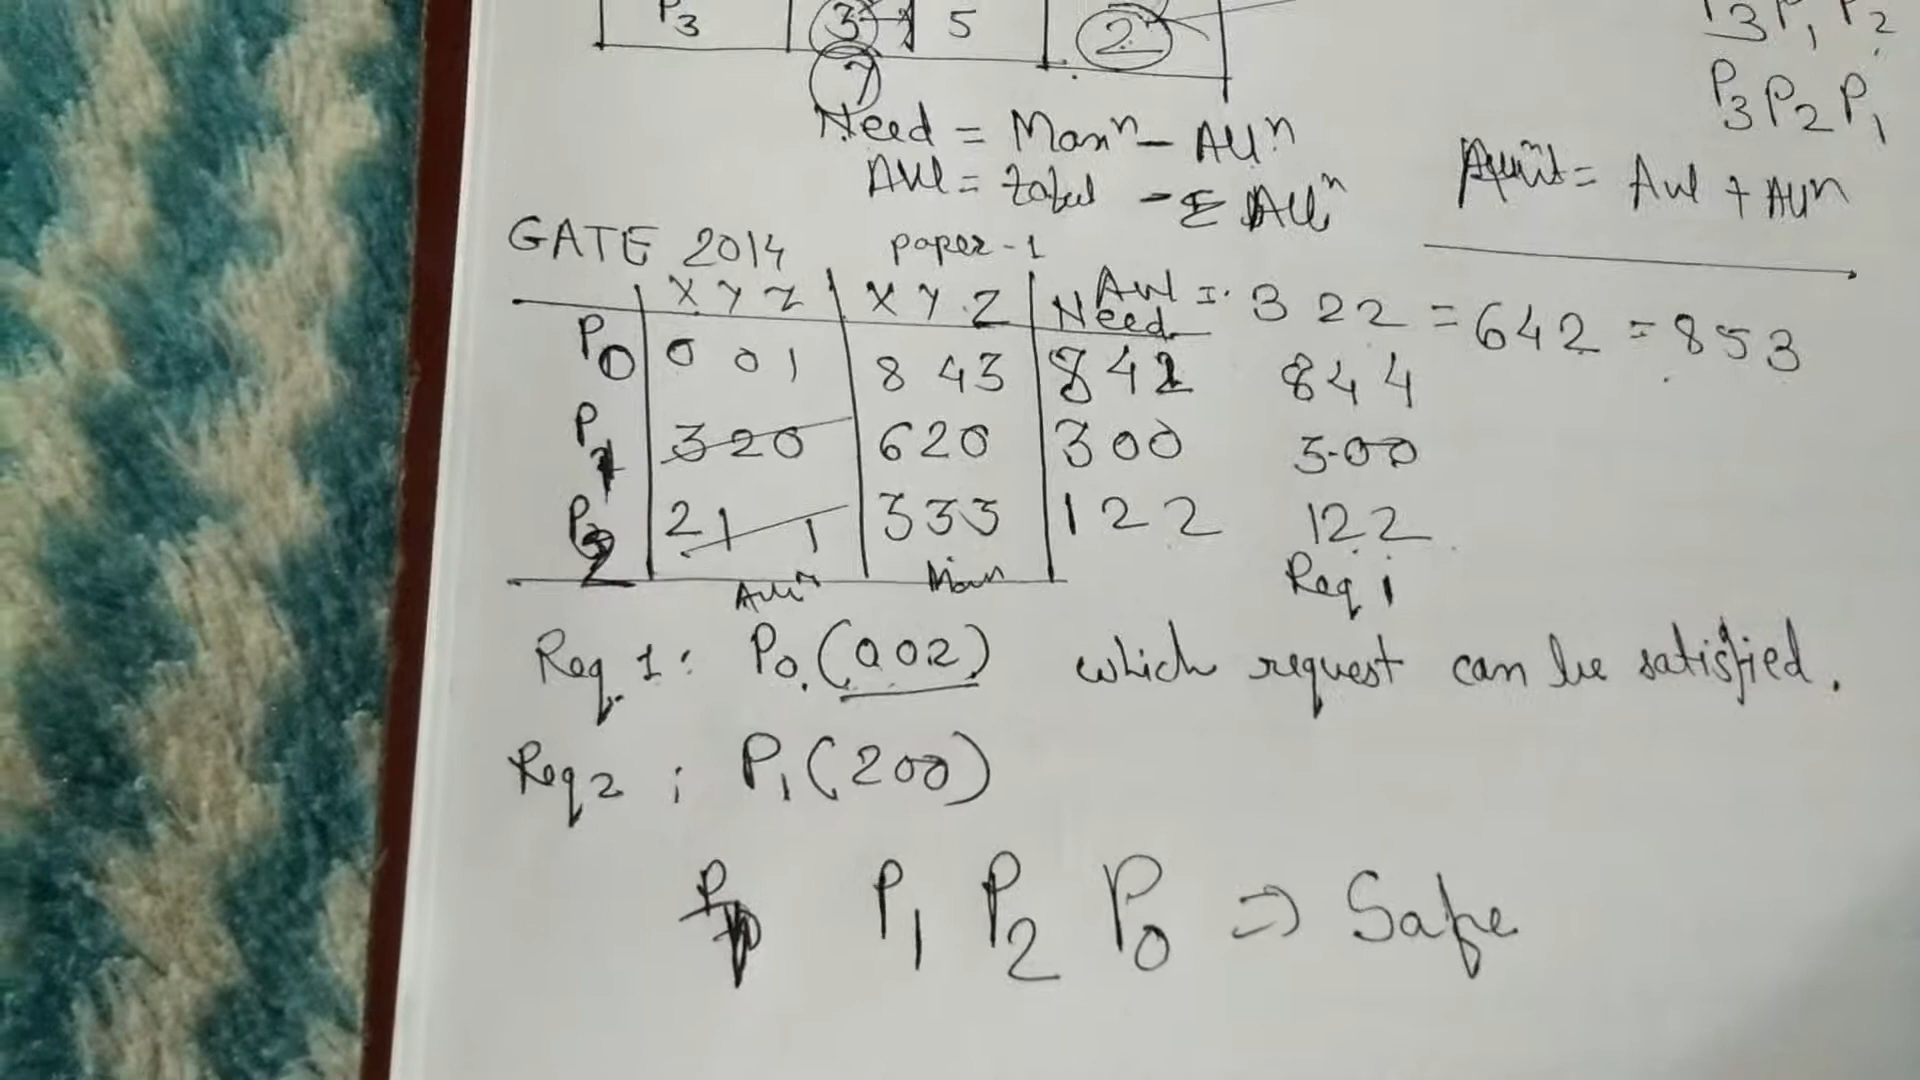 P3 3 5 2
7
P3 P1 P2
P3 P2 P1
Need = Maxn - Alln
Avl = total - Σ Alln
= Avl + Alln
GATE 2014 paper-1
X Y Z X Y Z Need Avl = 3 2 2 = 6 4 2 = 8 5 3
P0 0 0 1 8 4 3 8 4 2 8 4 4
P1 3 2 0 6 2 0 3 0 0 3 0 0
P2 2 1 1 3 3 3 1 2 2 1 2 2
Alln Maxn Req 1
Req 1: P0 (0 0 2) which request can be satisfied.
Req 2 : P1 (2 0 0)
P1 P2 P0 ⇒ Safe